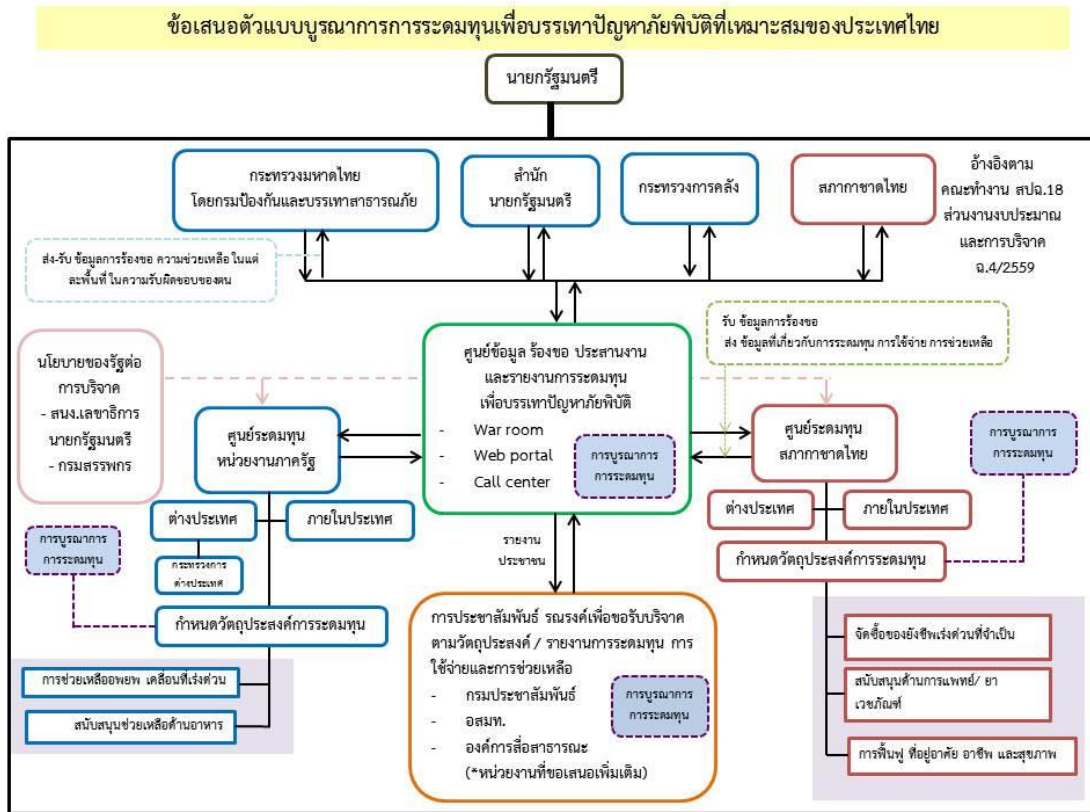 ข้อเสนอตัวแบบบูรณาการการระดมทุนเพื่อบรรเทาปัญหาภัยพิบัติที่เหมาะสมของประเทศไทย
นายกรัฐมนตรี
กระทรวงมหาดไทย
โดยกรมป้องกันและบรรเทาสาธารณภัย
สำนัก
นายกรัฐมนตรี
กระทรวงการคลัง
สภากาชาดไทย
อ้างอิงตาม
คณะทำงาน สปฉ.18
ส่วนงานงบประมาณ
และการบริจาค
ฉ.4/2559
ส่ง-รับ ข้อมูลการร้องขอ ความช่วยเหลือ ในแต่
ละพื้นที่ ในความรับผิดชอบของตน
รับ ข้อมูลการร้องขอ
ส่ง ข้อมูลที่เกี่ยวกับการระดมทุน การใช้จ่าย การช่วยเหลือ
นโยบายของรัฐต่อ
การบริจาค
- สนง.เลขาธิการ
นายกรัฐมนตรี
- กรมสรรพกร
ศูนย์ระดมทุน
หน่วยงานภาครัฐ
ศูนย์ข้อมูล ร้องขอ ประสานงาน
และรายงานการระดมทุน
เพื่อบรรเทาปัญหาภัยพิบัติ
- War room
- Web portal
- Call center
การบูรณาการ
การระดมทุน
ศูนย์ระดมทุน
สภากาชาดไทย
การบูรณาการ
การระดมทุน
ต่างประเทศ
ภายในประเทศ
กระทรวงการ
ต่างประเทศ
การบูรณาการ
การระดมทุน
กำหนดวัตถุประสงค์การระดมทุน
การช่วยเหลืออพยพ เคลื่อนที่เร่งด่วน
สนับสนุนช่วยเหลือด้านอาหาร
รายงาน
ประชาชน
การประชาสัมพันธ์ รณรงค์เพื่อขอรับบริจาค
ตามวัตถุประสงค์ / รายงานการระดมทุน การ
ใช้จ่ายและการช่วยเหลือ
- กรมประชาสัมพันธ์
- อสมท.
- องค์การสื่อสาธารณะ
(*หน่วยงานที่ขอเสนอเพิ่มเติม)
การบูรณาการ
การระดมทุน
ต่างประเทศ
ภายในประเทศ
กำหนดวัตถุประสงค์การระดมทุน
จัดซื้อของยังชีพเร่งด่วนที่จำเป็น
สนับสนุนด้านการแพทย์/ ยา
เวชภัณฑ์
การฟื้นฟู ที่อยู่อาศัย อาชีพ และสุขภาพ